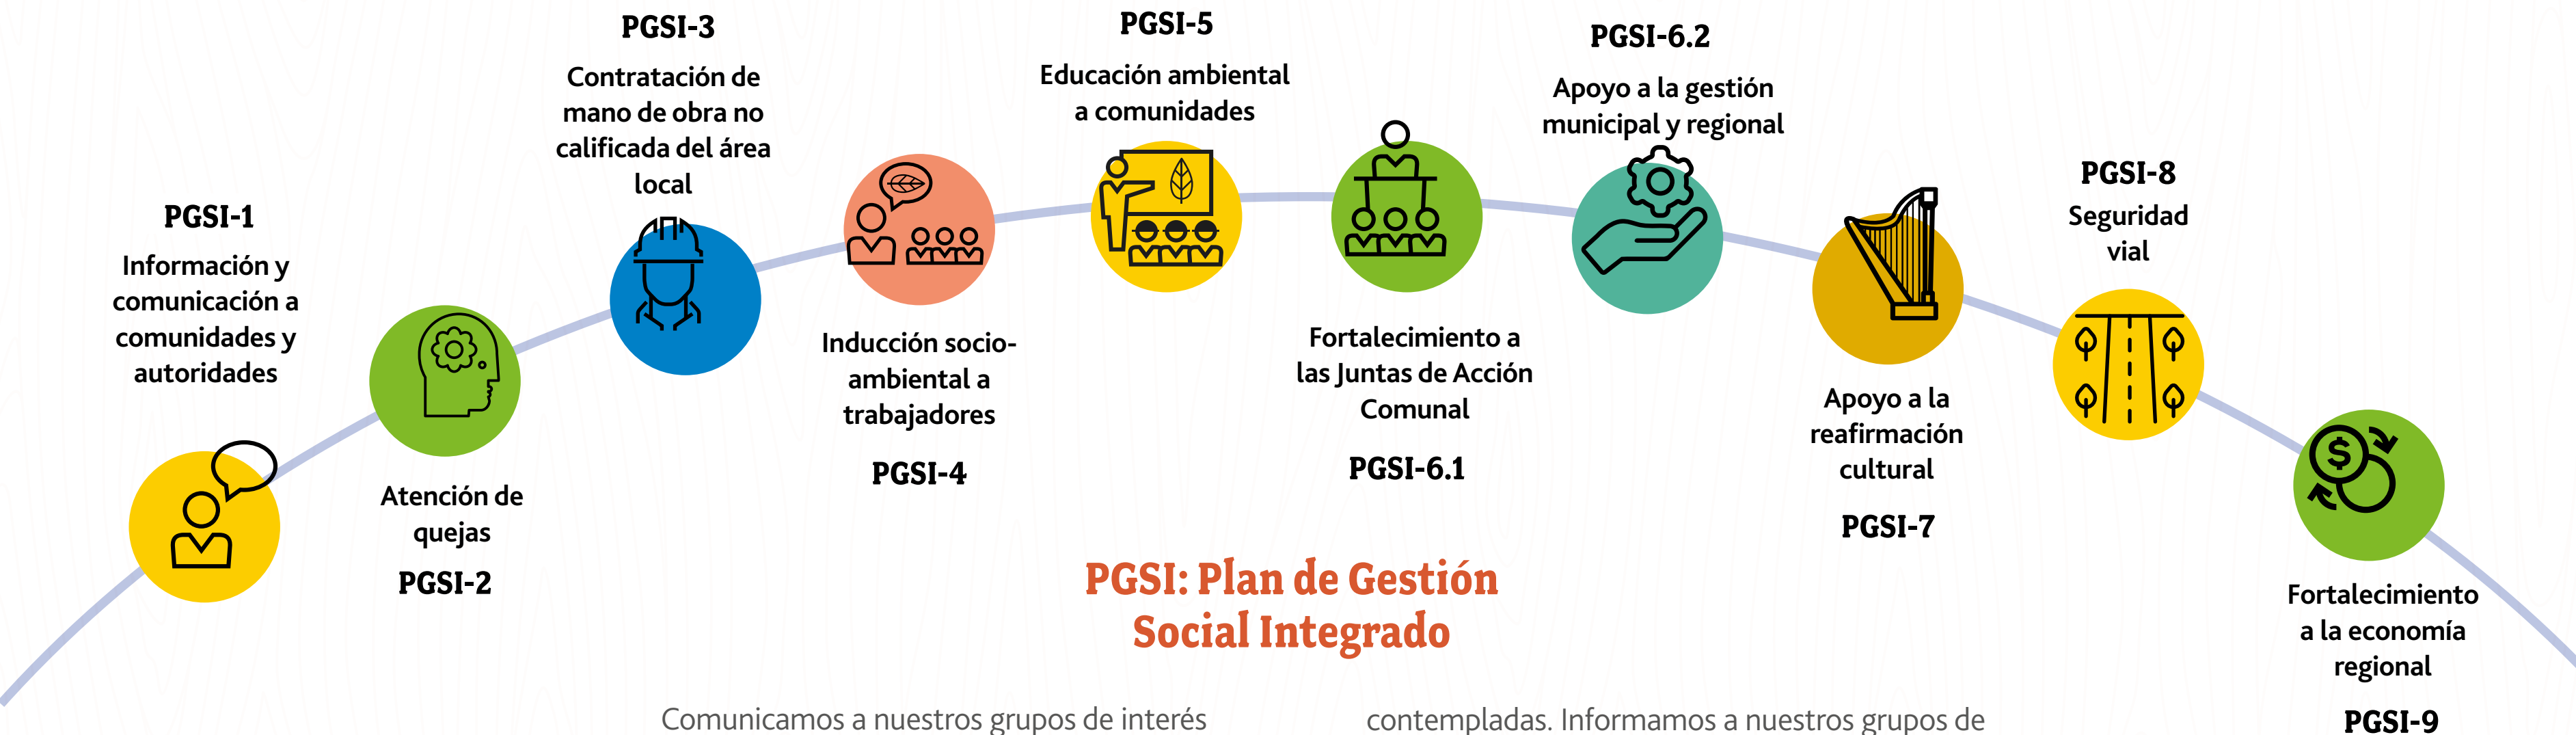 PGSI-1
Información y
comunicación a
comunidades y
autoridades
Atención de
quejas
PGSI-2
PGSI-3
Contratación de
mano de obra no
calificada del área
local
Inducción socio-
ambiental a
trabajadores
PGSI-4
PGSI-5
Educación ambiental
a comunidades
Fortalecimiento a
las Juntas de Acción
Comunal
PGSI-6.1
PGSI-6.2
Apoyo a la gestión
municipal y regional
Apoyo a la
reafirmación
cultural
PGSI-7
PGSI-8
Seguridad
vial
$
Fortalecimiento
a la economía
regional
PGSI-9
PGSI: Plan de Gestión
Social Integrado
Comunicamos a nuestros grupos de interés
contempladas. Informamos a nuestros grupos de